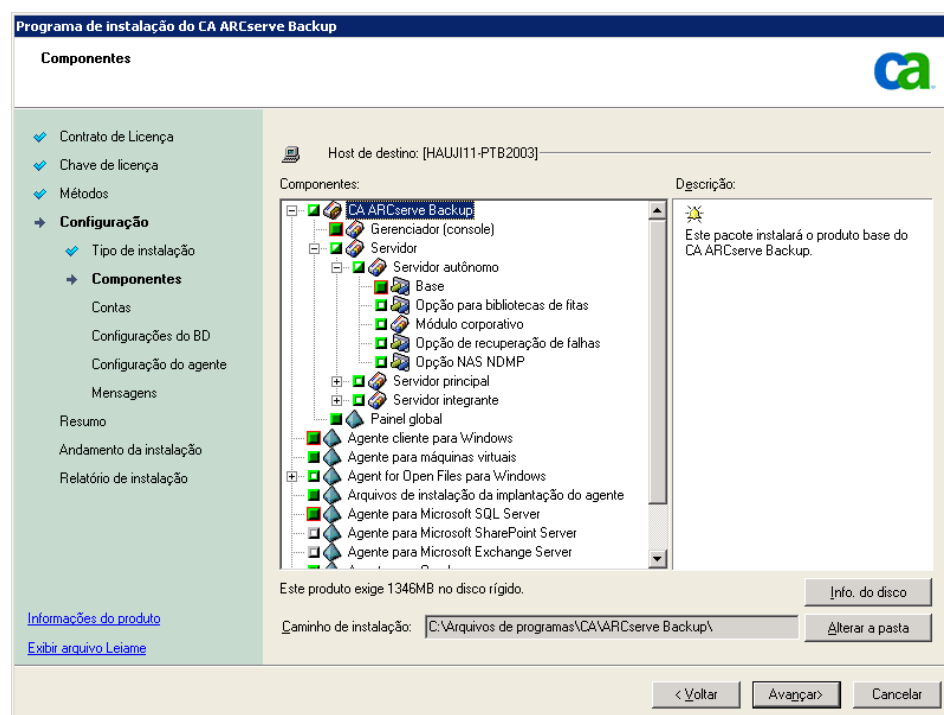 Programa de instalação do CA ARCserve Backup
Componentes
ca
Contrato de Licença
Chave de licença
Métodos
Configuração
Tipo de instalação
Componentes
Contas
Configurações do BD
Configuração do agente
Mensagens
Resumo
Andamento da instalação
Relatório de instalação
Informações do produto
Exibir arquivo Leiame
Host de destino: [HAUJI11-PTB2003]
Componentes:
CA ARCserve Backup
Gerenciador (console)
Servidor
Servidor autônomo
Base
Opção para bibliotecas de fitas
Módulo corporativo
Opção de recuperação de falhas
Opção NAS NDMP
Servidor principal
Servidor integrante
Painel global
Agente cliente para Windows
Agente para máquinas virtuais
Agent for Open Files para Windows
Arquivos de instalação da implantação do agente
Agente para Microsoft SQL Server
Agente para Microsoft SharePoint Server
Agente para Microsoft Exchange Server
Descrição:
Este pacote instalará o produto base do
CA ARCserve Backup.
Este produto exige 1346MB no disco rígido.
Info. do disco
Caminho de instalação: C:\Arquivos de programas\CA\ARCserve Backup\
Alterar a pasta
< Voltar
Avançar>
Cancelar